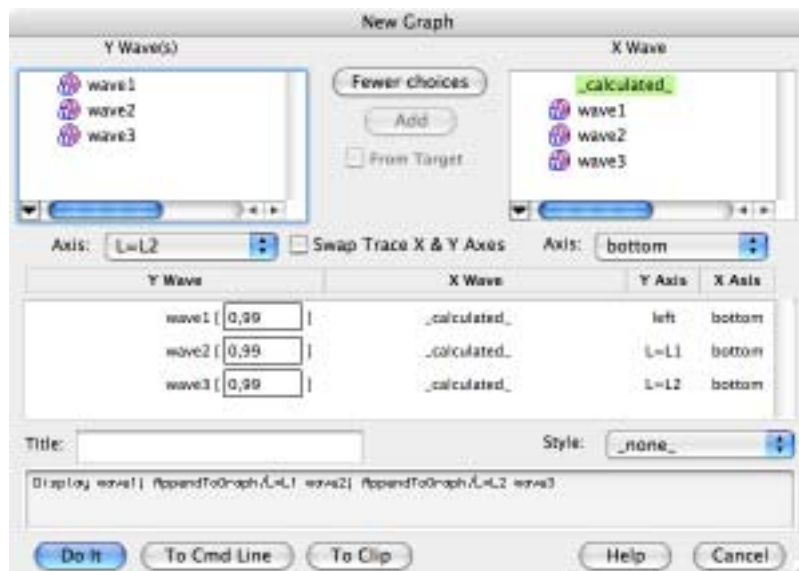 New Graph
Y Wave(s)
X Wave
wave1
wave2
wave3
Fewer choices
Add
From Target
_calculated_
wave1
wave2
wave3
Axis: L=L2
Swap Trace X & Y Axes
Axis: bottom
Y Wave X Wave Y Axis X Axis
wave1 [ 0,99 ] _calculated_ left bottom
wave2 [ 0,99 ] _calculated_ L=L1 bottom
wave3 [ 0,99 ] _calculated_ L=L2 bottom
Title:
Style: _none_
Display wave1; AppendToGraph/L=L1 wave2; AppendToGraph/L=L2 wave3
Do It To Cmd Line To Clip Help Cancel